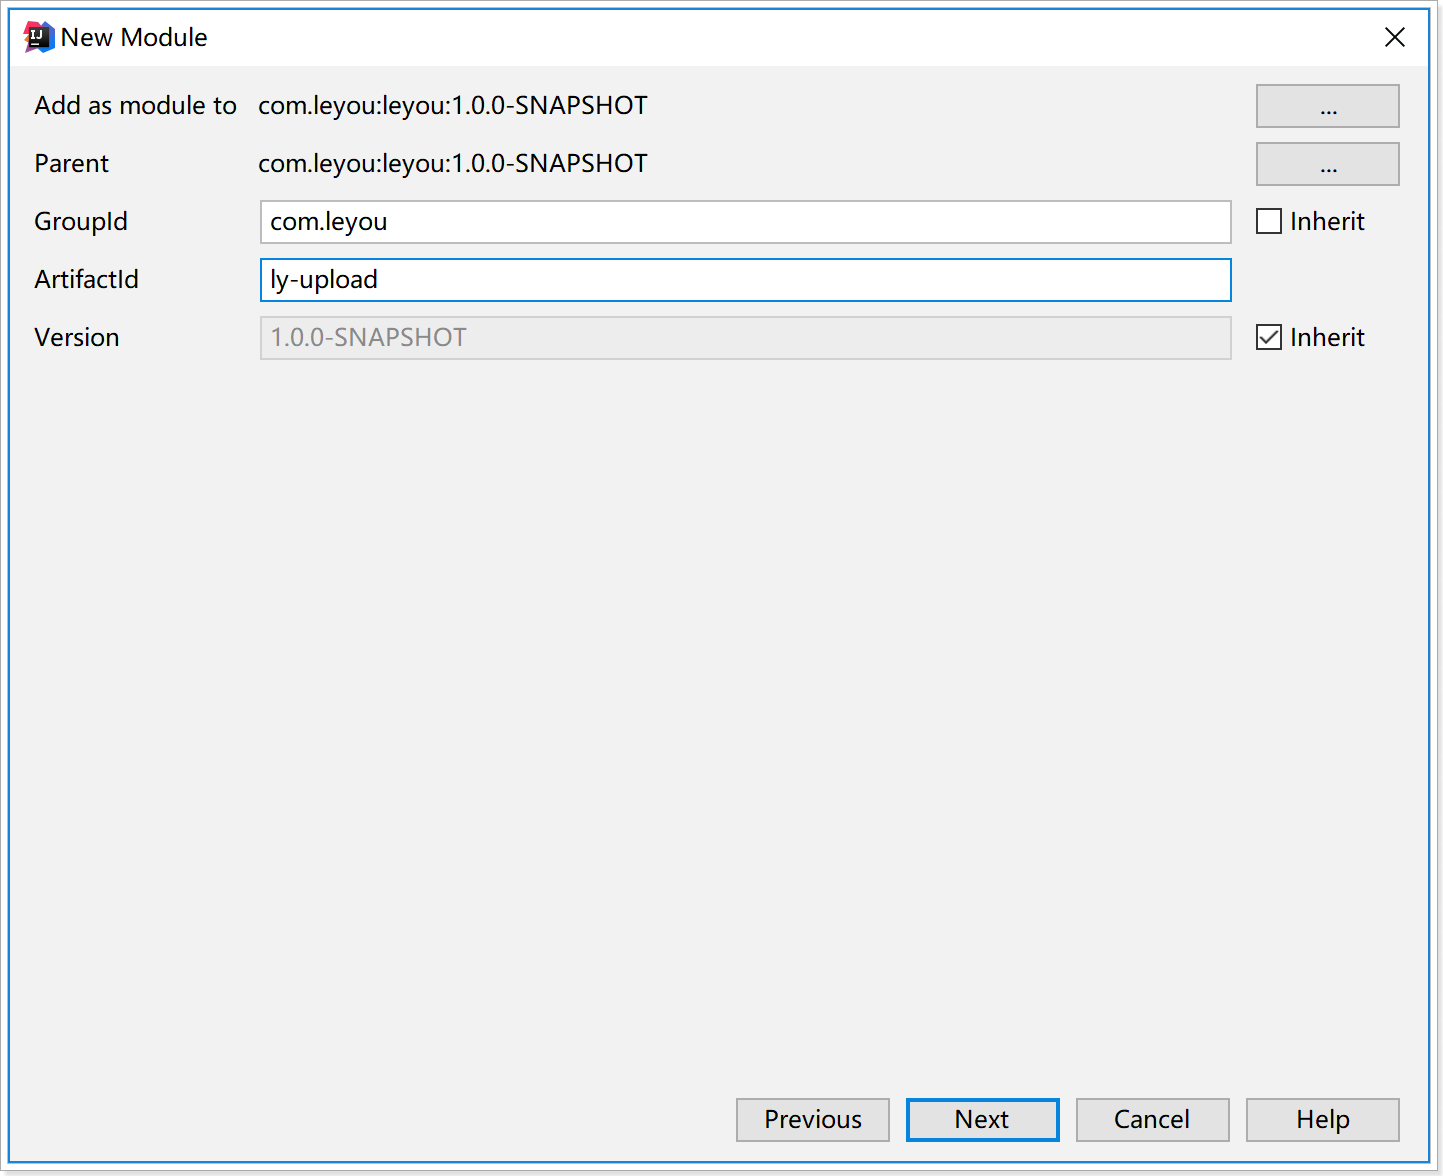 New Module
Add as module to com.leyou:leyou:1.0.0-SNAPSHOT ...
Parent com.leyou:leyou:1.0.0-SNAPSHOT ...
GroupId com.leyou Inherit
ArtifactId ly-upload
Version 1.0.0-SNAPSHOT Inherit
Previous Next Cancel Help